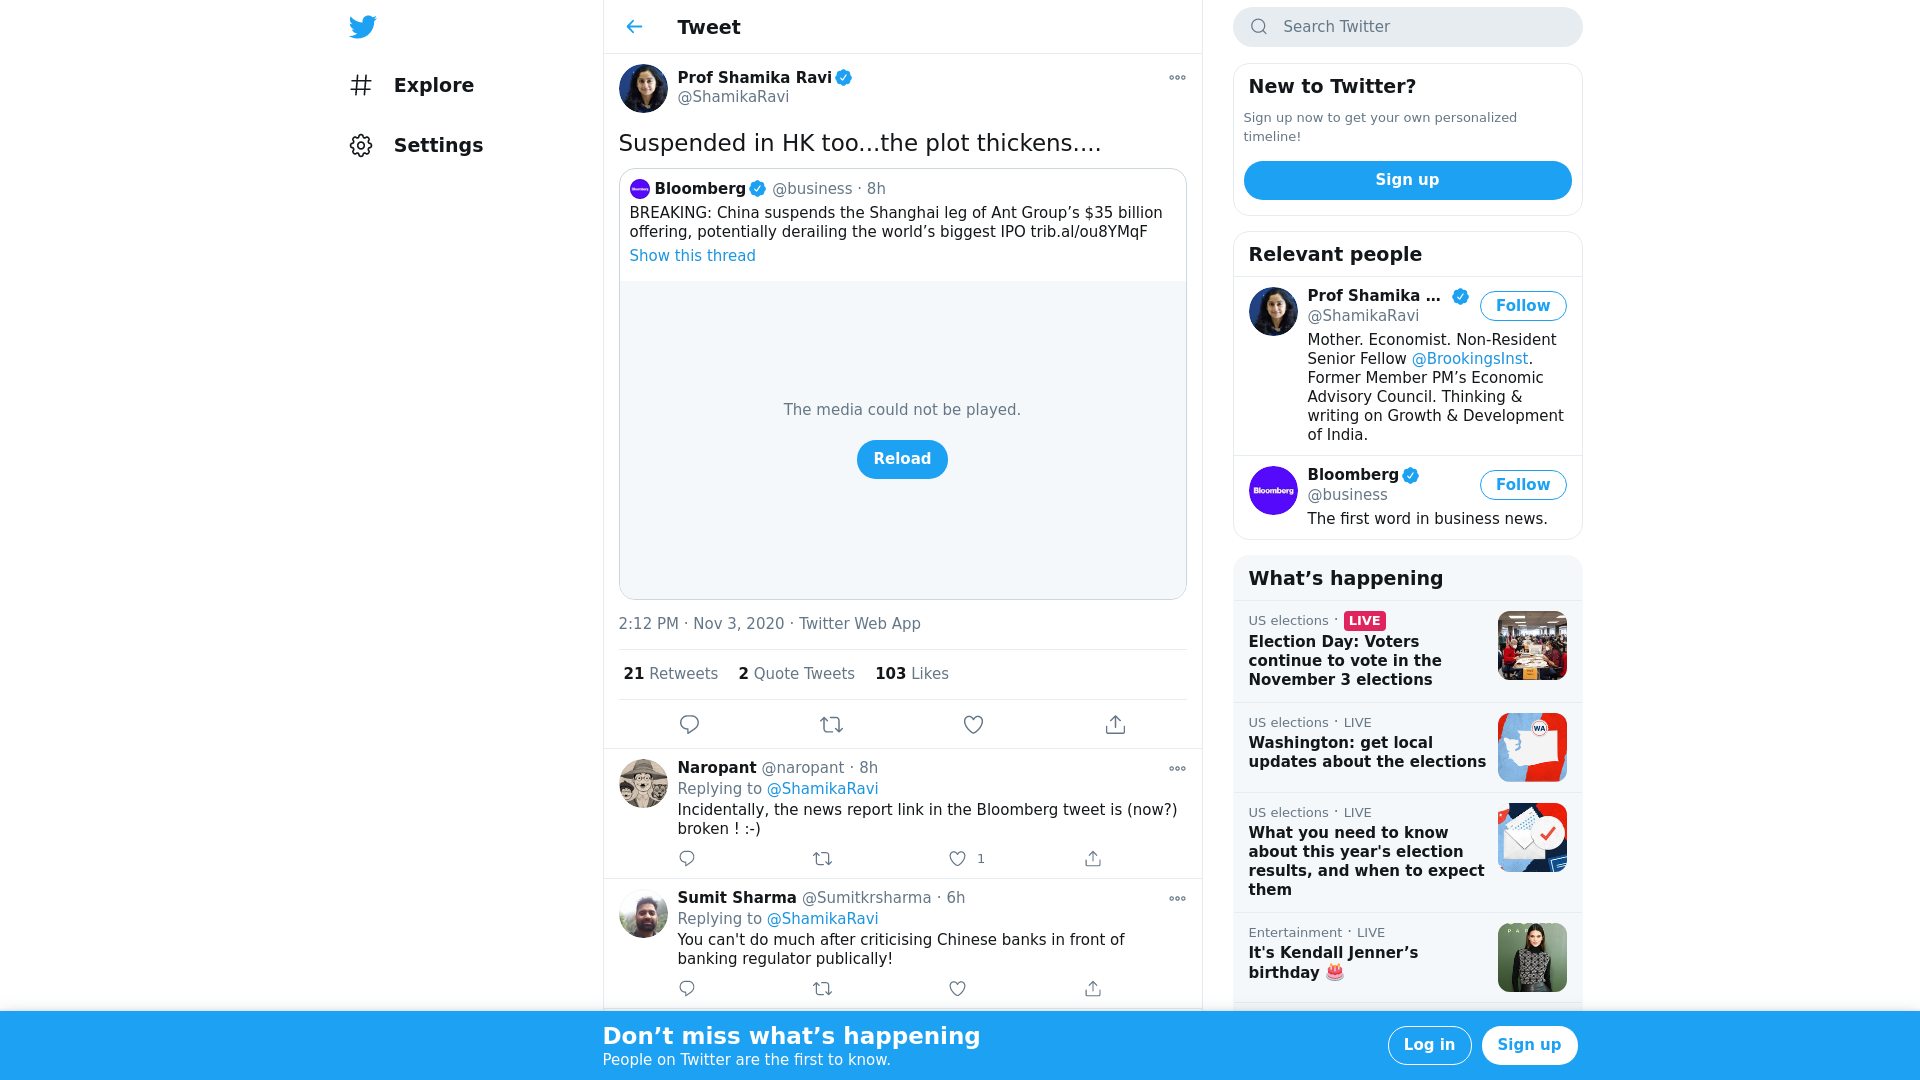 Tweet
Search Twitter
Explore
Settings
Prof Shamika Ravi
@ShamikaRavi
Suspended in HK too...the plot thickens....
Bloomberg @business · 8h
BREAKING: China suspends the Shanghai leg of Ant Group’s $35 billion
offering, potentially derailing the world’s biggest IPO trib.al/ou8YMqF
Show this thread
The media could not be played.
Reload
2:12 PM · Nov 3, 2020 · Twitter Web App
21 Retweets 2 Quote Tweets 103 Likes
Naropant @naropant · 8h
Replying to @ShamikaRavi
Incidentally, the news report link in the Bloomberg tweet is (now?)
broken ! :-)
1
Sumit Sharma @Sumitkrsharma · 6h
Replying to @ShamikaRavi
You can't do much after criticising Chinese banks in front of
banking regulator publically!
New to Twitter?
Sign up now to get your own personalized
timeline!
Sign up
Relevant people
Prof Shamika ...
@ShamikaRavi
Follow
Mother. Economist. Non-Resident
Senior Fellow @BrookingsInst.
Former Member PM’s Economic
Advisory Council. Thinking &
writing on Growth & Development
of India.
Bloomberg
Bloomberg
@business
Follow
The first word in business news.
What’s happening
US elections · LIVE
Election Day: Voters
continue to vote in the
November 3 elections
US elections · LIVE
Washington: get local
updates about the elections
WA
US elections · LIVE
What you need to know
about this year's election
results, and when to expect
them
Entertainment · LIVE
It's Kendall Jenner’s
birthday 🎂
Don’t miss what’s happening
People on Twitter are the first to know.
Log in
Sign up